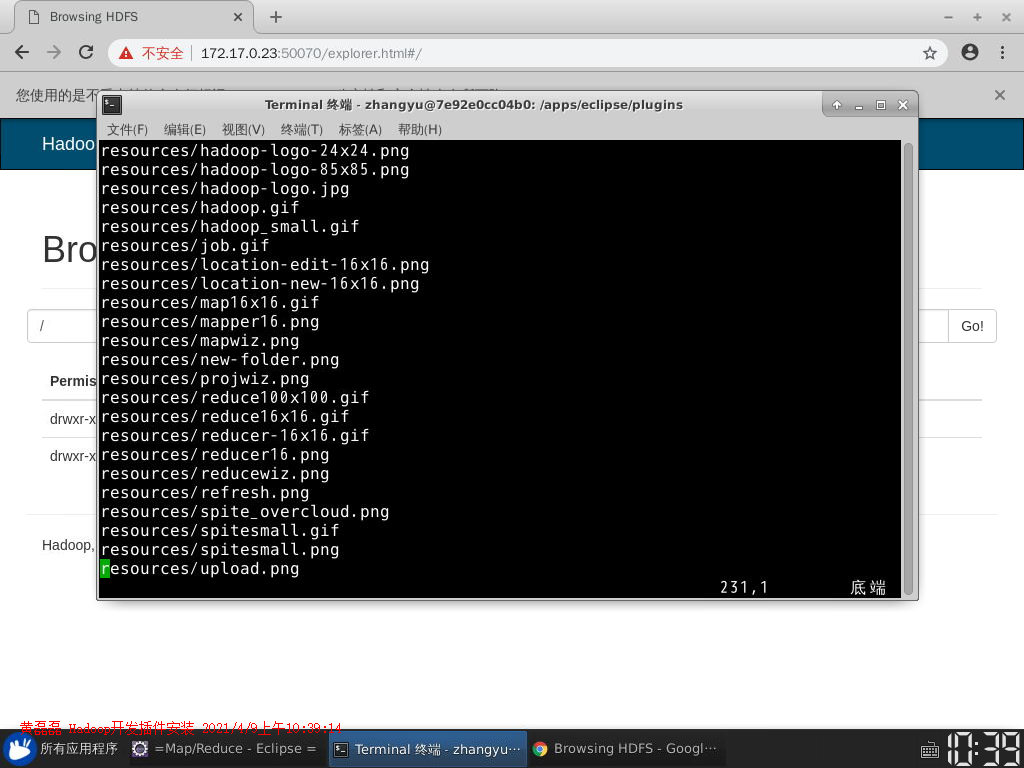 Browsing HDFS
不安全 172.17.0.23:50070/explorer.html#/
您使用的是不
Terminal 终端 - zhangyu@7e92e0cc04b0: /apps/eclipse/plugins
文件(F) 编辑(E) 视图(V) 终端(T) 标签(A) 帮助(H)
Hadoo
Bro
/
Go!
Permis
drwxr-x
drwxr-x
Hadoop,
resources/hadoop-logo-24x24.png
resources/hadoop-logo-85x85.png
resources/hadoop-logo.jpg
resources/hadoop.gif
resources/hadoop_small.gif
resources/job.gif
resources/location-edit-16x16.png
resources/location-new-16x16.png
resources/map16x16.gif
resources/mapper16.png
resources/mapwiz.png
resources/new-folder.png
resources/projwiz.png
resources/reduce100x100.gif
resources/reduce16x16.gif
resources/reducer-16x16.gif
resources/reducer16.png
resources/reducewiz.png
resources/refresh.png
resources/spite_overcloud.png
resources/spitesmall.gif
resources/spitesmall.png
resources/upload.png
231,1 底端
黄磊磊 Hadoop开发插件安装 2021/4/9上午10:39:14
所有应用程序 =Map/Reduce - Eclipse = Terminal 终端 - zhangyu… Browsing HDFS - Googl… 10:39